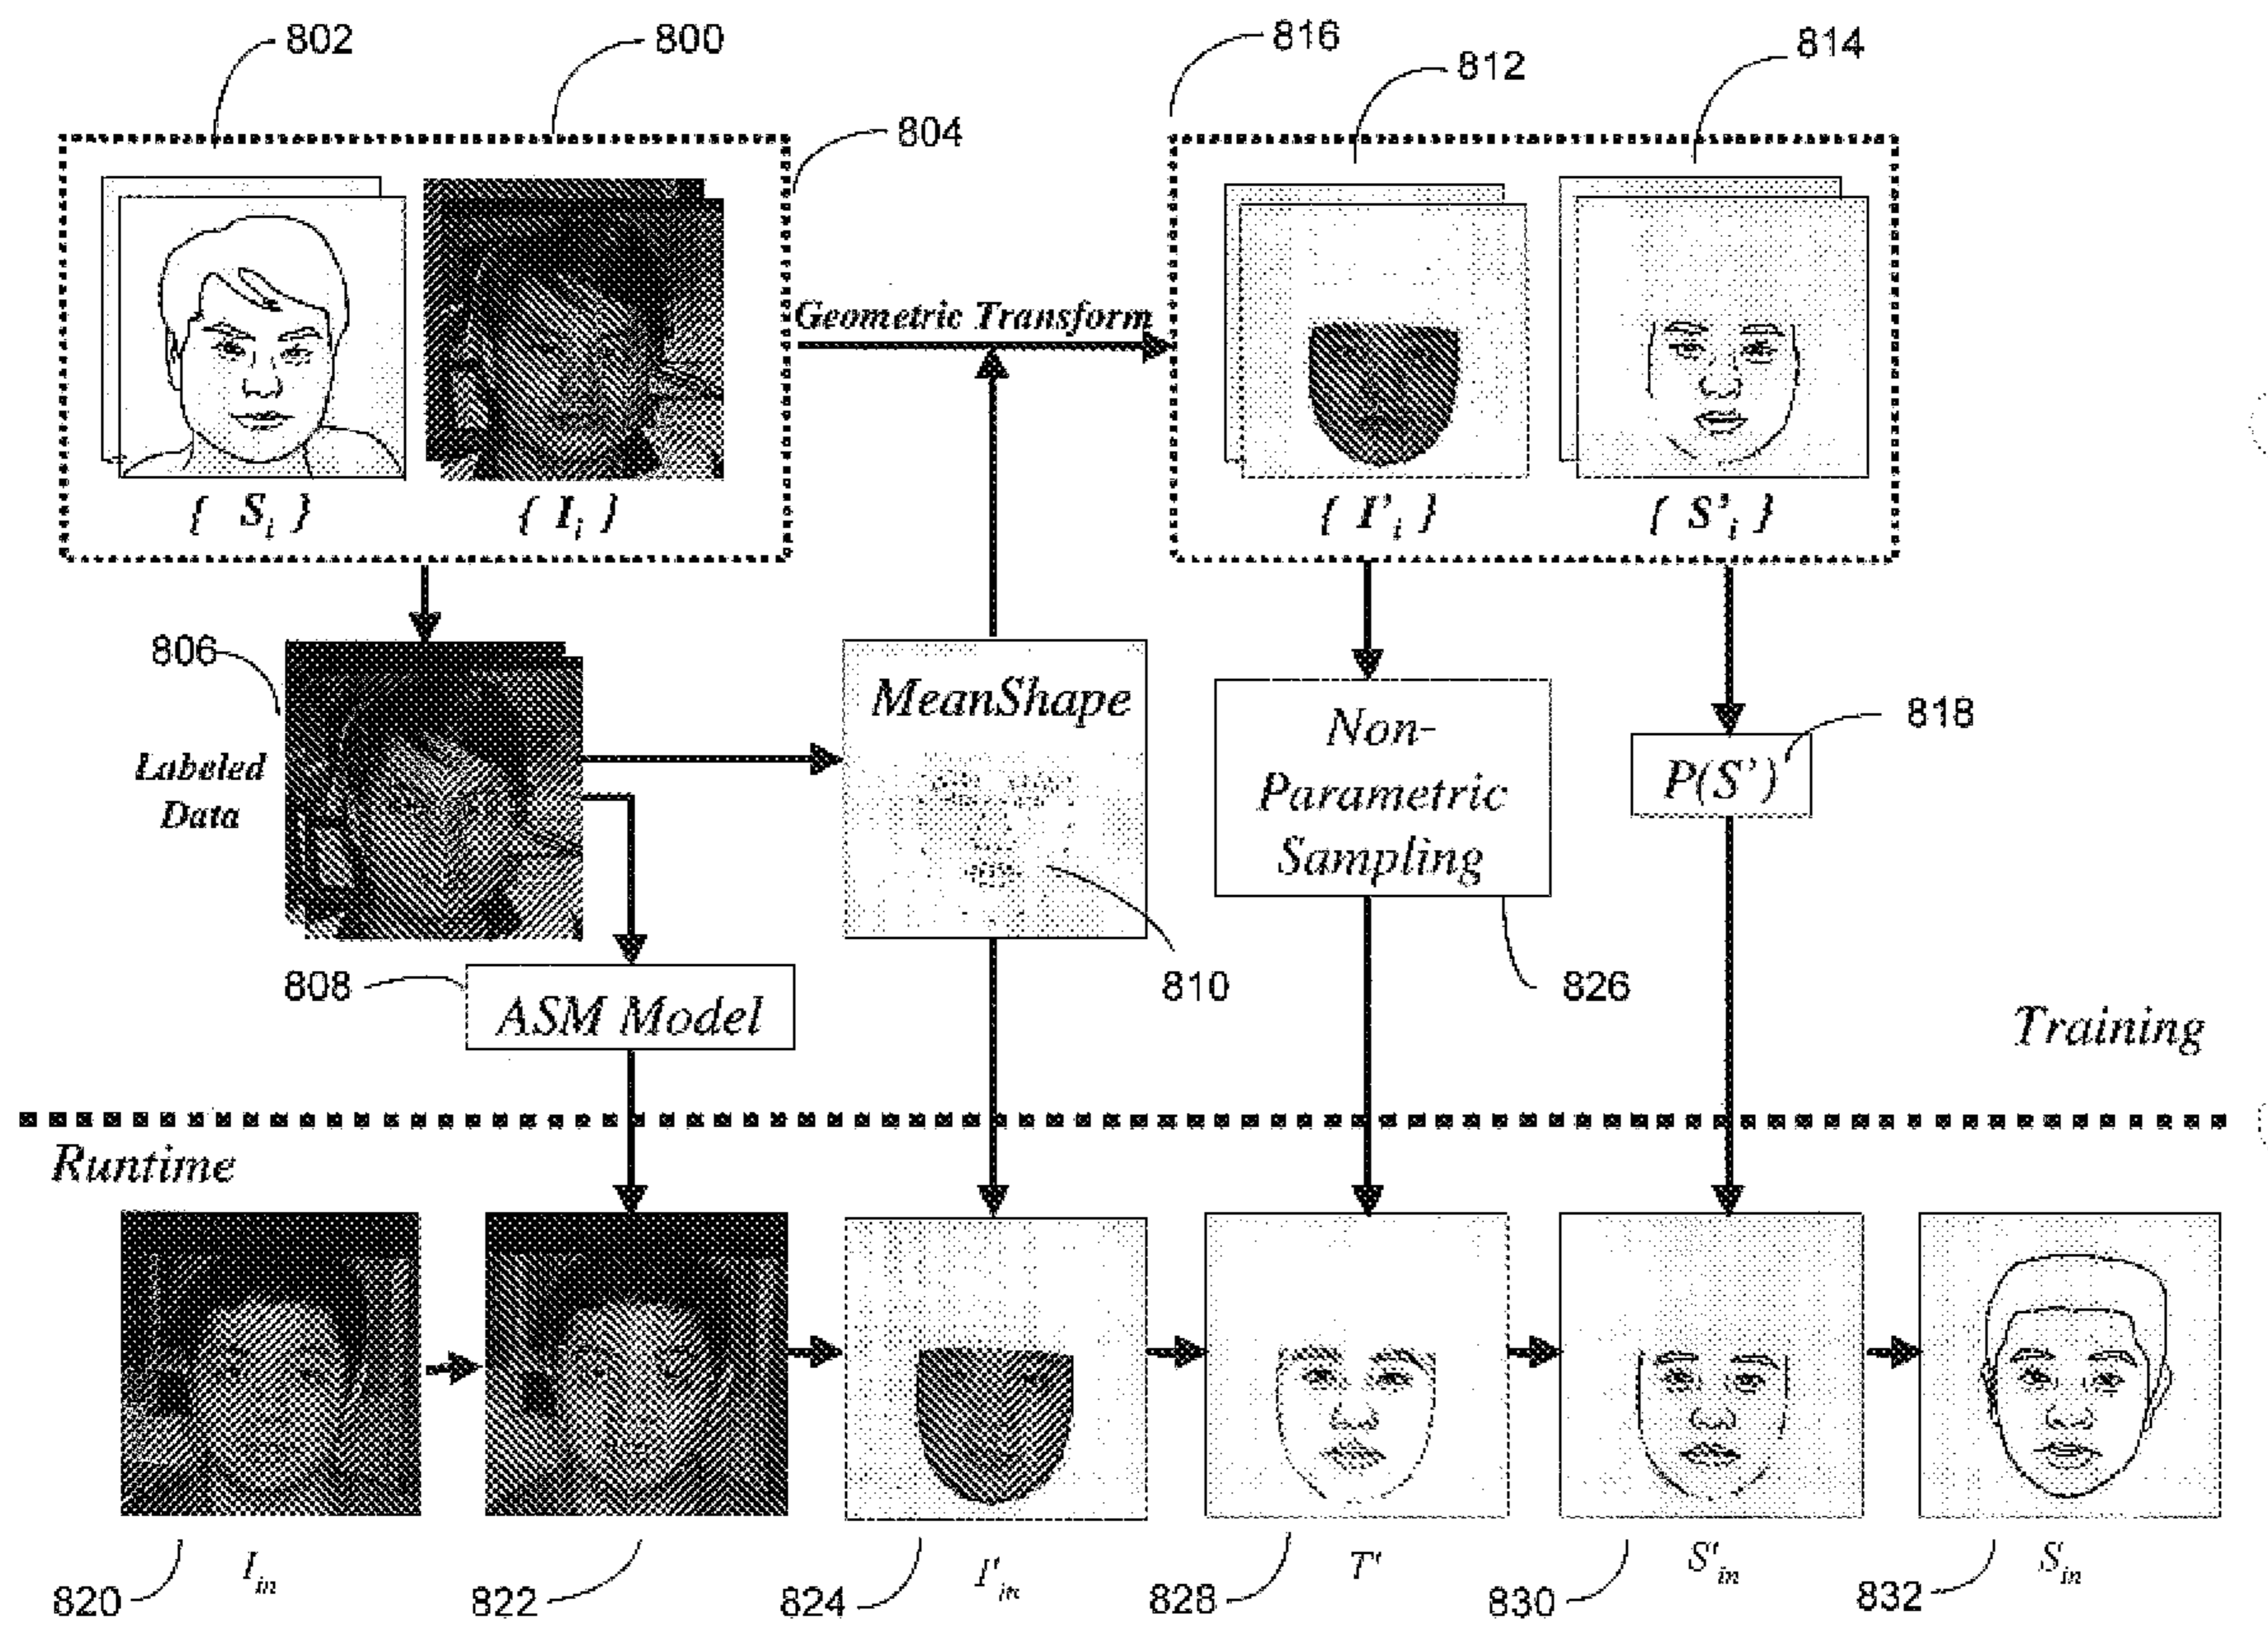 802
800
816
812
814
804
Geometric Transform
{ S_i }
{ I_i }
{ I'_i }
{ S'_i }
806
Labeled
Data
MeanShape
Non-
Parametric
Sampling
818
P(S')
808
ASM Model
810
826
Training
Runtime
I_in
I'_in
T'
S'_in
S_in
820
822
824
828
830
832